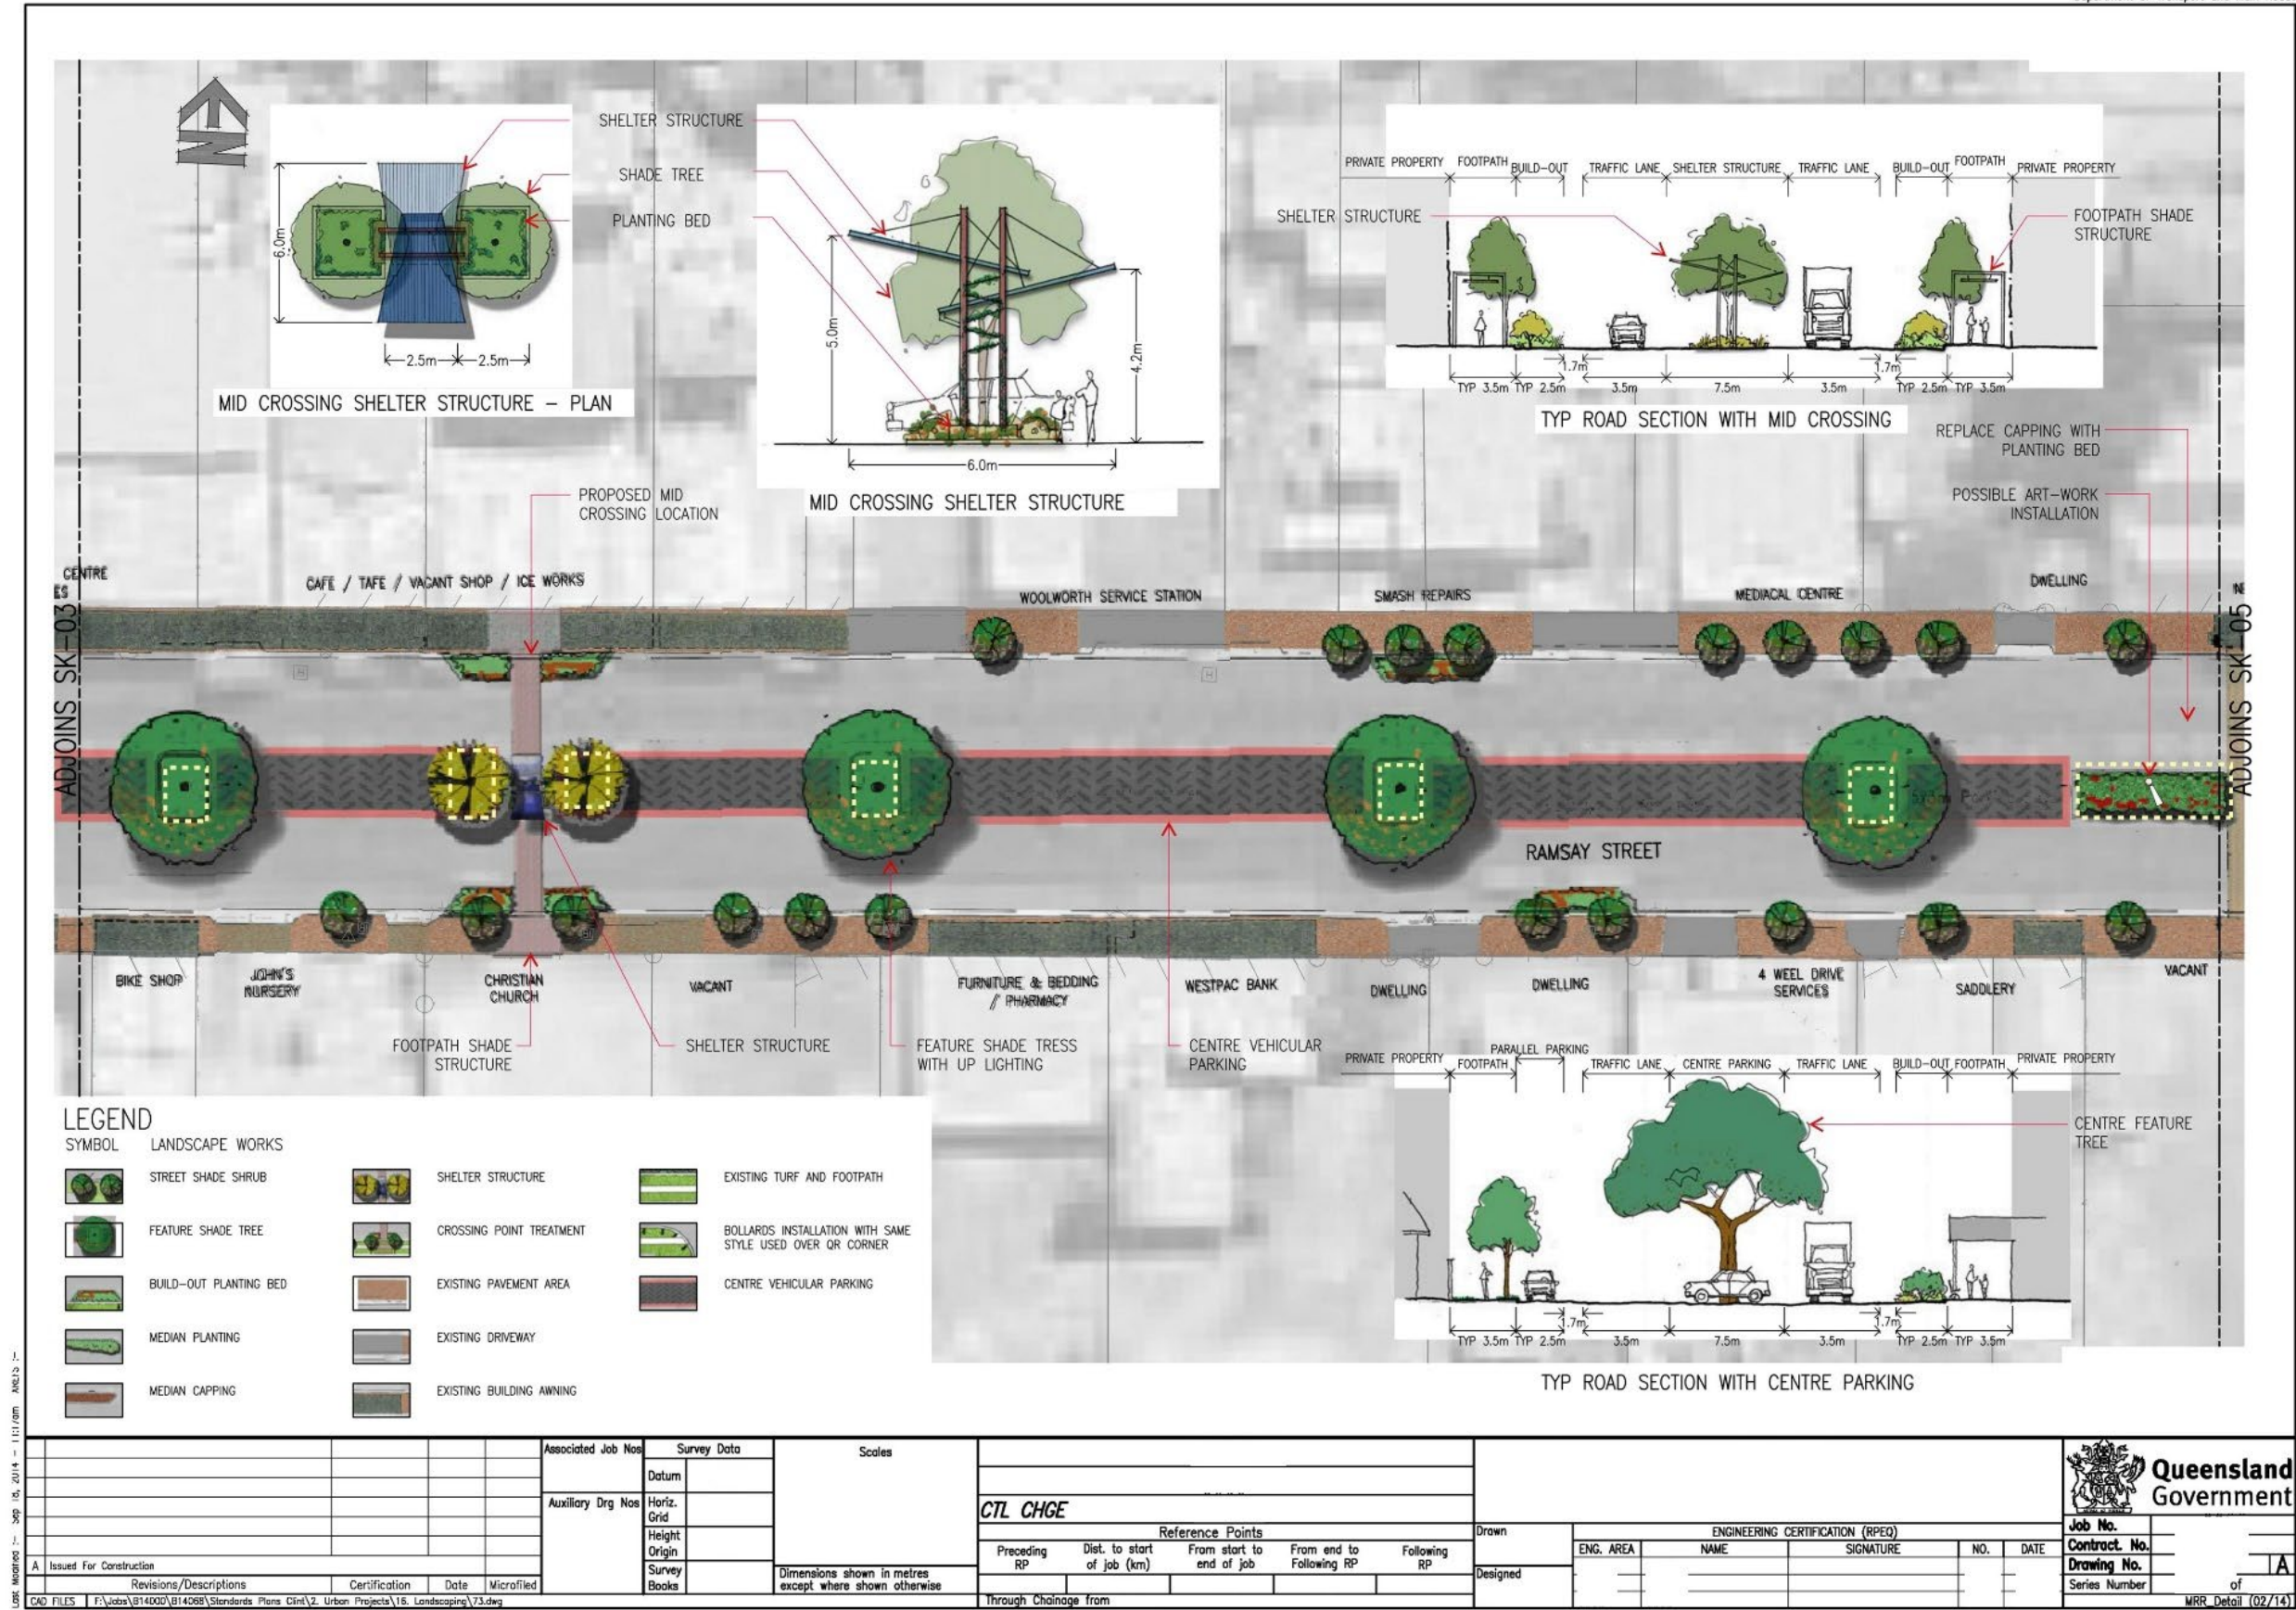 SHELTER STRUCTURE
SHADE TREE
PLANTING BED
6.0m
2.5m
2.5m
MID CROSSING SHELTER STRUCTURE - PLAN
5.0m
4.2m
6.0m
MID CROSSING SHELTER STRUCTURE
PRIVATE PROPERTY
FOOTPATH
BUILD-OUT
TRAFFIC LANE
SHELTER STRUCTURE
TRAFFIC LANE
BUILD-OUT
FOOTPATH
PRIVATE PROPERTY
SHELTER STRUCTURE
FOOTPATH SHADE
STRUCTURE
1.7m
1.7m
TYP 3.5m
TYP 2.5m
3.5m
7.5m
3.5m
TYP 2.5m
TYP 3.5m
TYP ROAD SECTION WITH MID CROSSING
REPLACE CAPPING WITH
PLANTING BED
POSSIBLE ART-WORK
INSTALLATION
PROPOSED MID
CROSSING LOCATION
CENTRE
ES
CAFE / TAFE / VACANT SHOP / ICE WORKS
WOOLWORTH SERVICE STATION
SMASH REPAIRS
MEDIACAL CENTRE
DWELLING
ADJOINS SK-03
ADJOINS SK-05
RAMSAY STREET
BIKE SHOP
JOHN'S
NURSERY
CHRISTIAN
CHURCH
VACANT
FURNITURE & BEDDING
/ PHARMACY
WESTPAC BANK
DWELLING
DWELLING
4 WEEL DRIVE
SERVICES
SADDLERY
VACANT
FOOTPATH SHADE
STRUCTURE
SHELTER STRUCTURE
FEATURE SHADE TRESS
WITH UP LIGHTING
CENTRE VEHICULAR
PARKING
PRIVATE PROPERTY
FOOTPATH
PARALLEL PARKING
TRAFFIC LANE
CENTRE PARKING
TRAFFIC LANE
BUILD-OUT
FOOTPATH
PRIVATE PROPERTY
CENTRE FEATURE
TREE
1.7m
1.7m
TYP 3.5m
TYP 2.5m
3.5m
7.5m
3.5m
TYP 2.5m
TYP 3.5m
TYP ROAD SECTION WITH CENTRE PARKING
LEGEND
SYMBOL
LANDSCAPE WORKS
STREET SHADE SHRUB
FEATURE SHADE TREE
BUILD-OUT PLANTING BED
MEDIAN PLANTING
MEDIAN CAPPING
SHELTER STRUCTURE
CROSSING POINT TREATMENT
EXISTING PAVEMENT AREA
EXISTING DRIVEWAY
EXISTING BUILDING AWNING
EXISTING TURF AND FOOTPATH
BOLLARDS INSTALLATION WITH SAME
STYLE USED OVER QR CORNER
CENTRE VEHICULAR PARKING
A Issued For Construction
Revisions/Descriptions
Certification
Date
Microfilmed
CAD FILES F:\Jobs\B14000\B14068\Standards Plans Clint\2. Urban Projects\16. Landscaping\73.dwg
Associated Job Nos
Auxiliary Drg Nos
Survey Data
Datum
Horiz.
Grid
Height
Origin
Survey
Books
Scales
Dimensions shown in metres
except where shown otherwise
CTL CHGE
Reference Points
Preceding
RP
Dist. to start
of job (km)
From start to
end of job
From end to
Following RP
Following
RP
Through Chainage from
Drawn
Designed
ENGINEERING CERTIFICATION (RPEQ)
ENG. AREA
NAME
SIGNATURE
NO.
DATE
Queensland
Government
Job No.
Contract. No.
Drawing No.
A
Series Number
of
MRR_Detail (02/14)